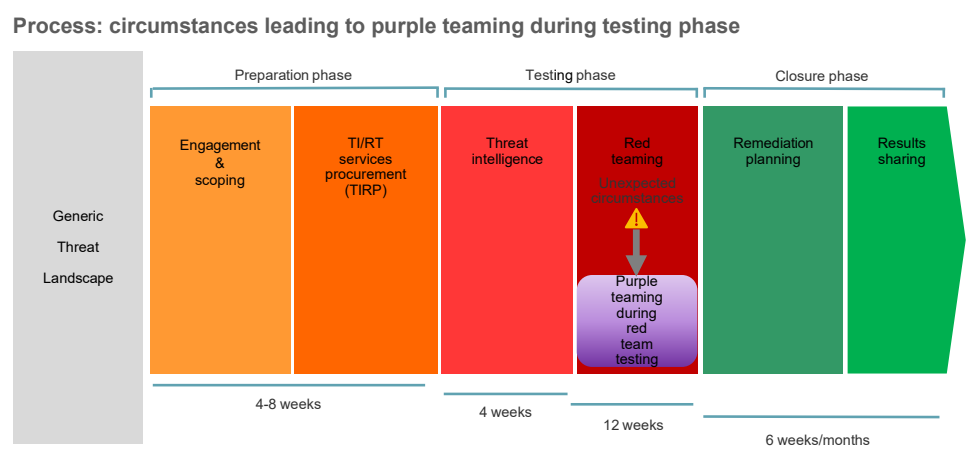 Process: circumstances leading to purple teaming during testing phase
Preparation phase
Testing phase
Closure phase
Generic
Threat
Landscape
Engagement
&
scoping
TI/RT
services
procurement
(TIRP)
Threat
intelligence
Red
teaming
Unexpected
circumstances
!
Purple
teaming
during
red
team
testing
Remediation
planning
Results
sharing
4-8 weeks
4 weeks
12 weeks
6 weeks/months